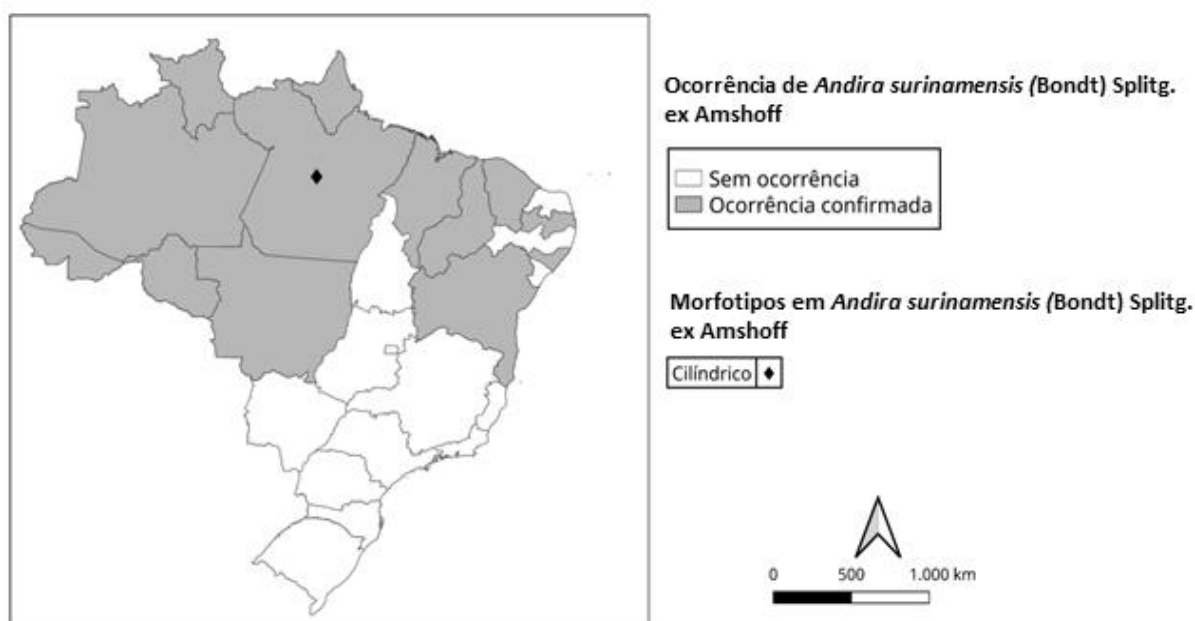 Ocorrência de Andira surinamensis (Bondt) Splitg.
ex Amshoff
Sem ocorrência
Ocorrência confirmada
Morfotipos em Andira surinamensis (Bondt) Splitg.
ex Amshoff
Cilíndrico
0 500 1.000 km